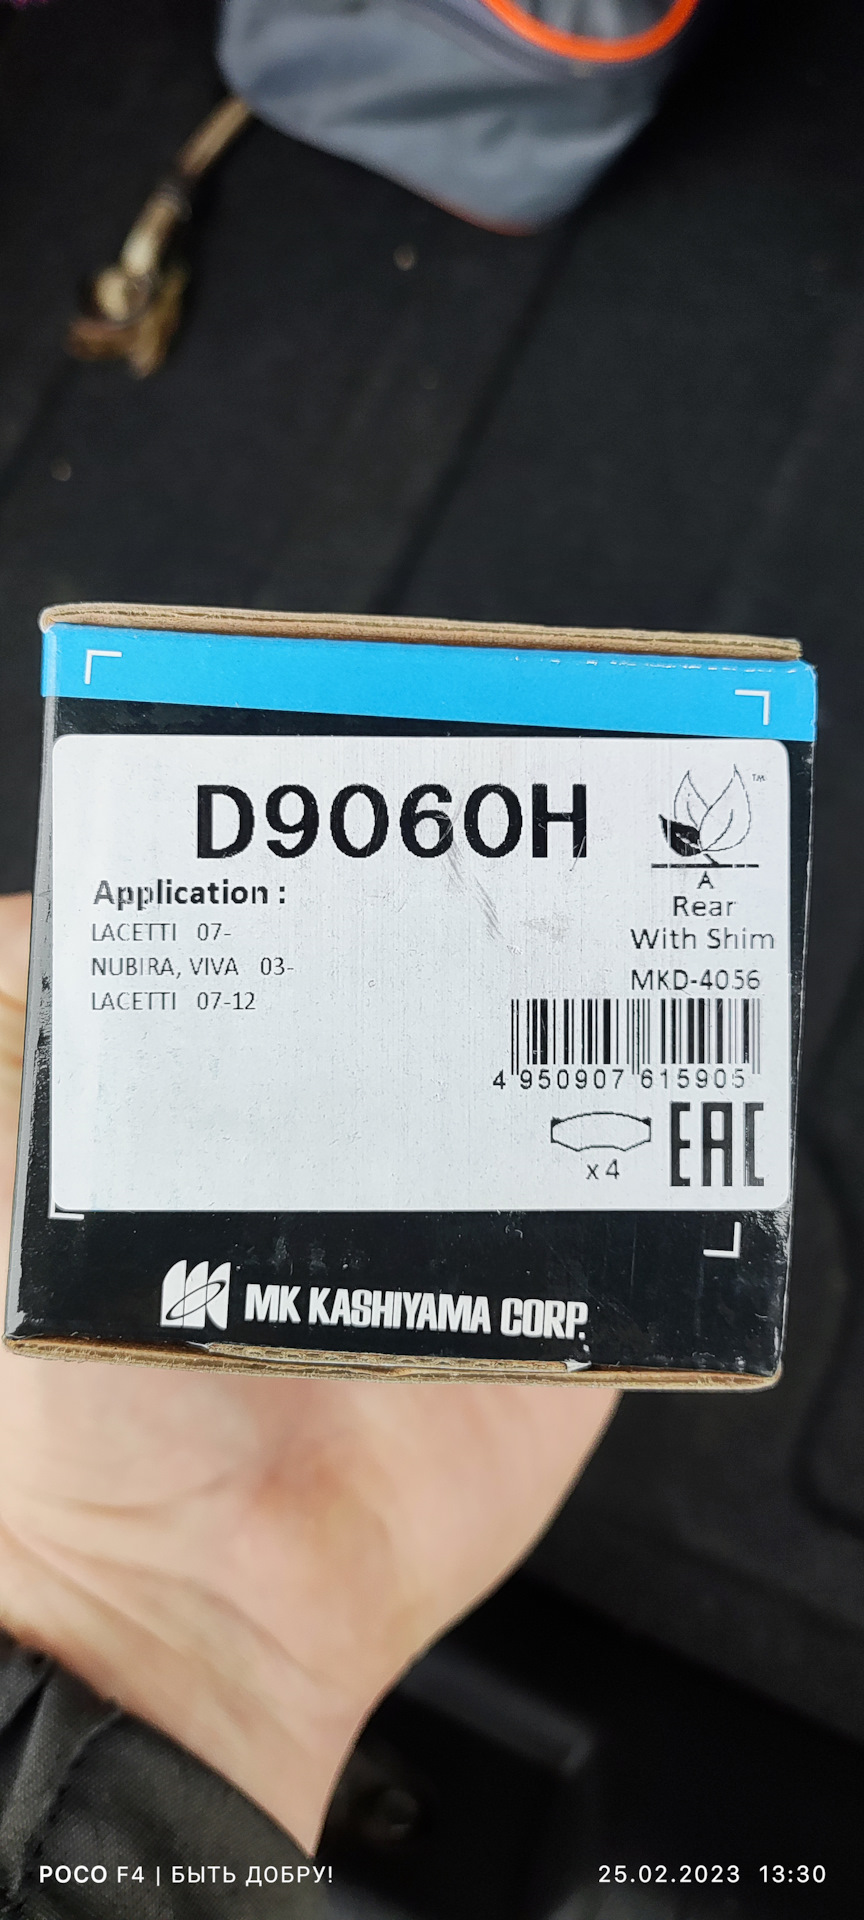 D9060H
TM
Application :
LACETTI 07-
NUBIRA, VIVA 03-
LACETTI 07-12
A
Rear
With Shim
MKD-4056
4 950907 615905
x 4
EAC
MK KASHIYAMA CORP.
POCO F4 | БЫТЬ ДОБРУ!
25.02.2023 13:30